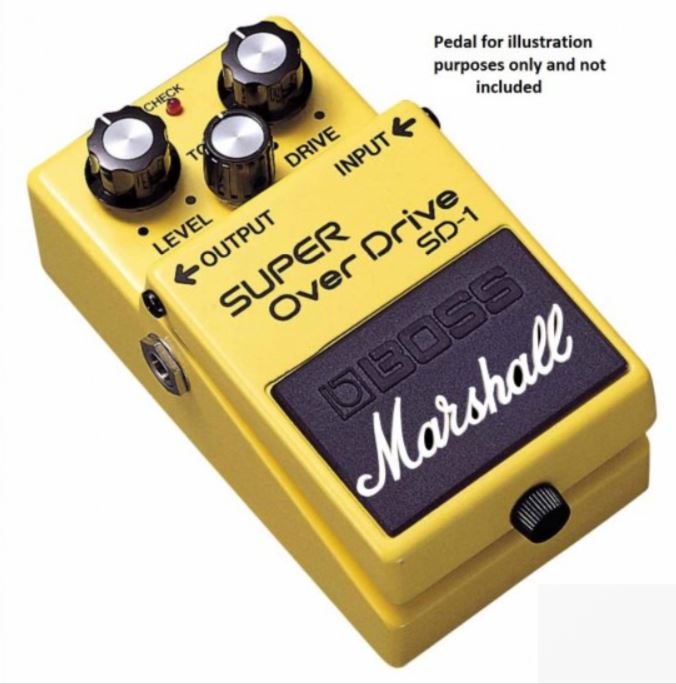 Pedal for illustration
purposes only and not
included
CHECK
DRIVE
LEVEL
INPUT
OUTPUT
SUPER
Over Drive
SD-1
BOSS
Marshall